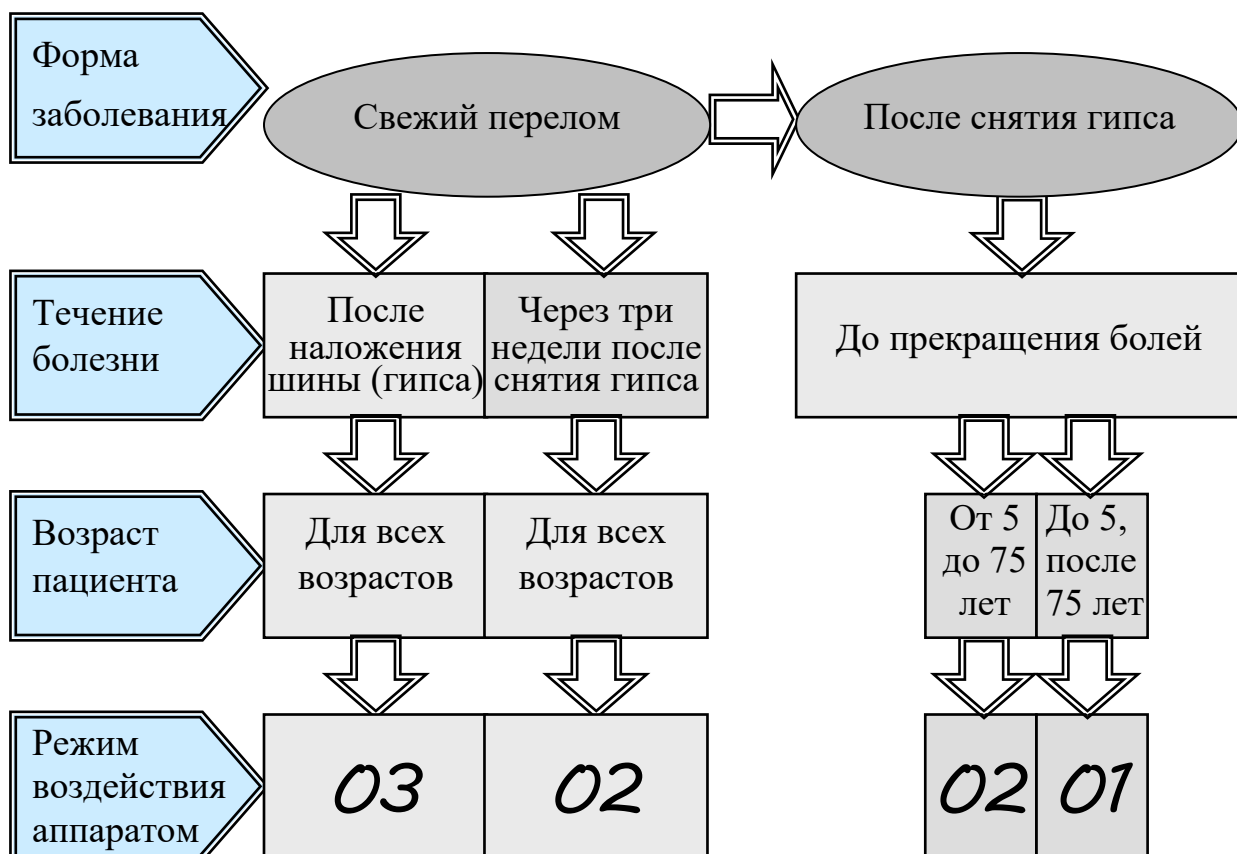 Форма
заболевания
Свежий перелом
После снятия гипса
Течение
болезни
После
наложения
шины (гипса)
Через три
недели после
снятия гипса
До прекращения болей
Возраст
пациента
Для всех
возрастов
Для всех
возрастов
От 5
до 75
лет
До 5,
после
75 лет
Режим
воздействия
аппаратом
03
02
02
01